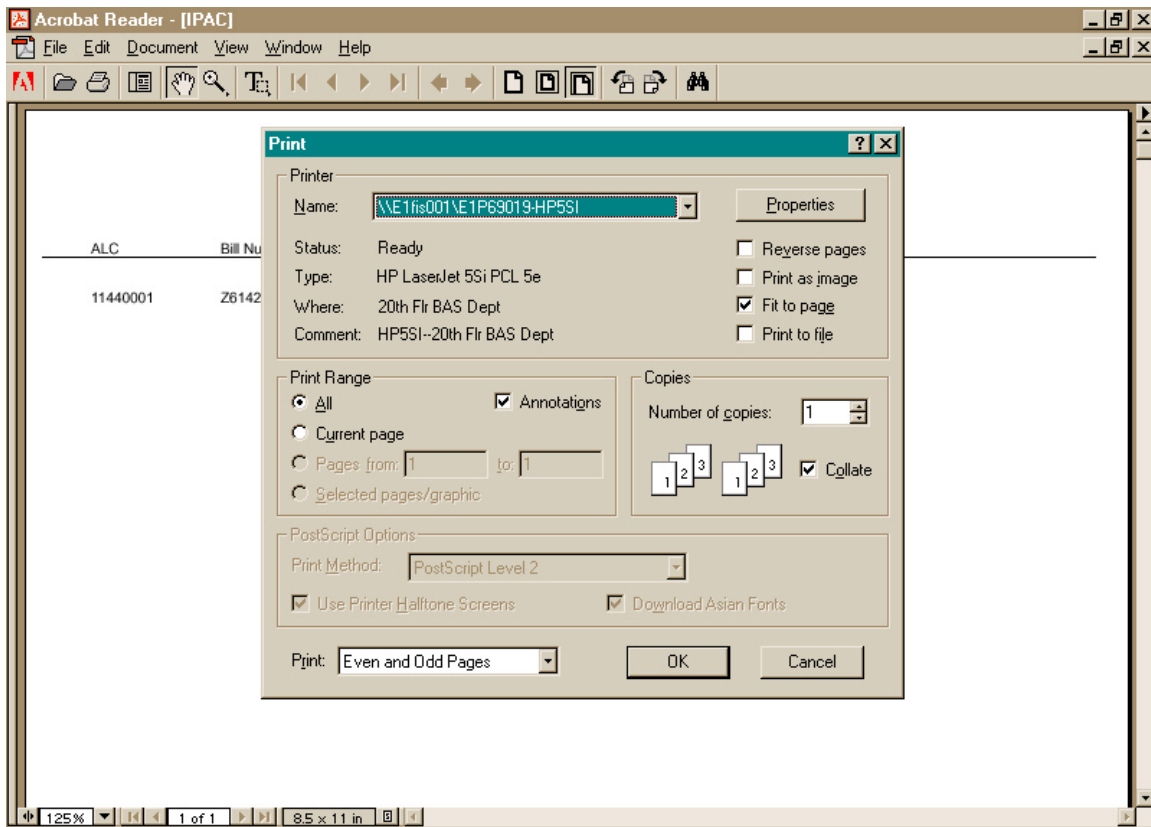 Acrobat Reader - [IPAC]
File Edit Document View Window Help
Print
Printer
Name: \\E1fis001\E1P69019-HP5SI Properties
Status: Ready Reverse pages
Type: HP LaserJet 5Si PCL 5e Print as image
Where: 20th Flr BAS Dept Fit to page
Comment: HP5SI--20th Flr BAS Dept Print to file
ALC Bill Nu
11440001 Z6142
Print Range
All Annotations
Current page
Pages from: 1 to: 1
Selected pages/graphic
Copies
Number of copies: 1
1 2 3 1 2 3 Collate
PostScript Options
Print Method: PostScript Level 2
Use Printer Halftone Screens Download Asian Fonts
Print: Even and Odd Pages OK Cancel
125% 1 of 1 8.5 x 11 in